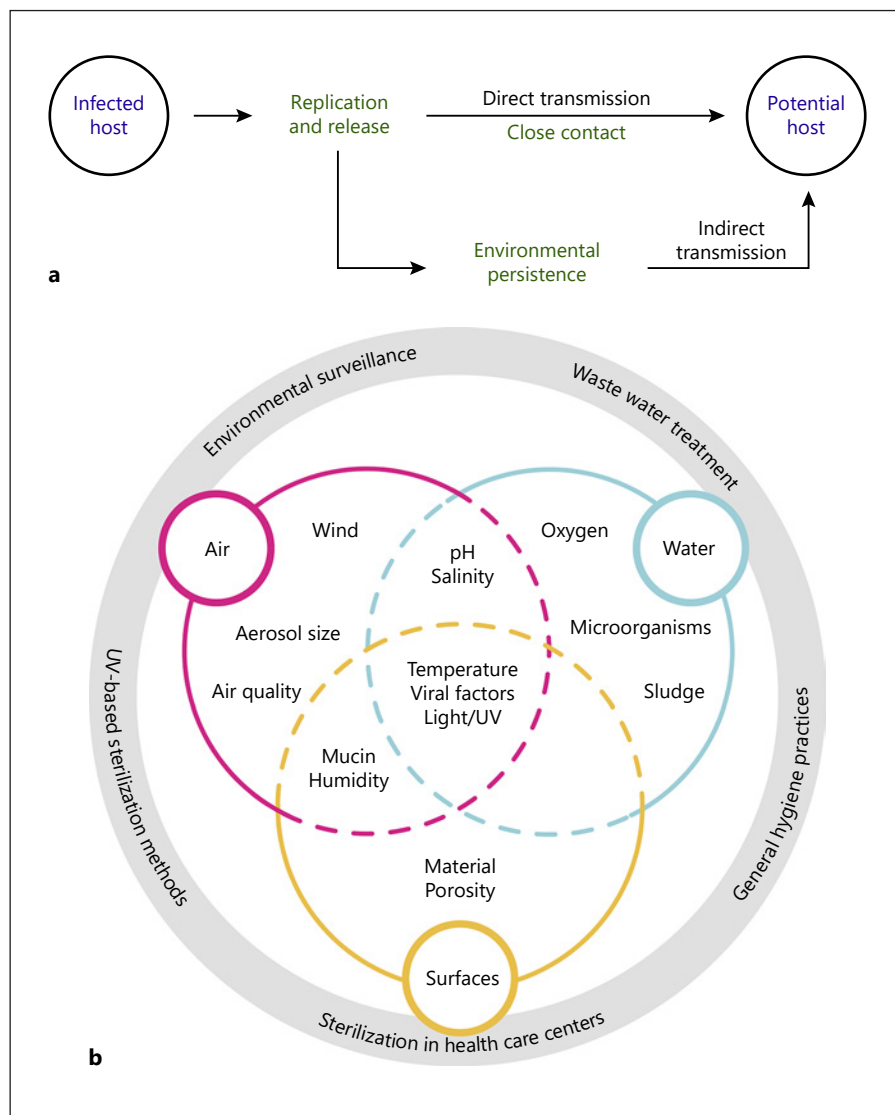 Infected
host
Replication
and release
Direct transmission
Close contact
Potential
host
Environmental
persistence
Indirect
transmission
a
Environmental surveillance
Waste water treatment
Air
Wind
pH
Salinity
Oxygen
Water
Aerosol size
Microorganisms
Air quality
Temperature
Viral factors
Light/UV
Sludge
Mucin
Humidity
UV-based sterilization methods
General hygiene practices
Material
Porosity
Surfaces
Sterilization in health care centers
b